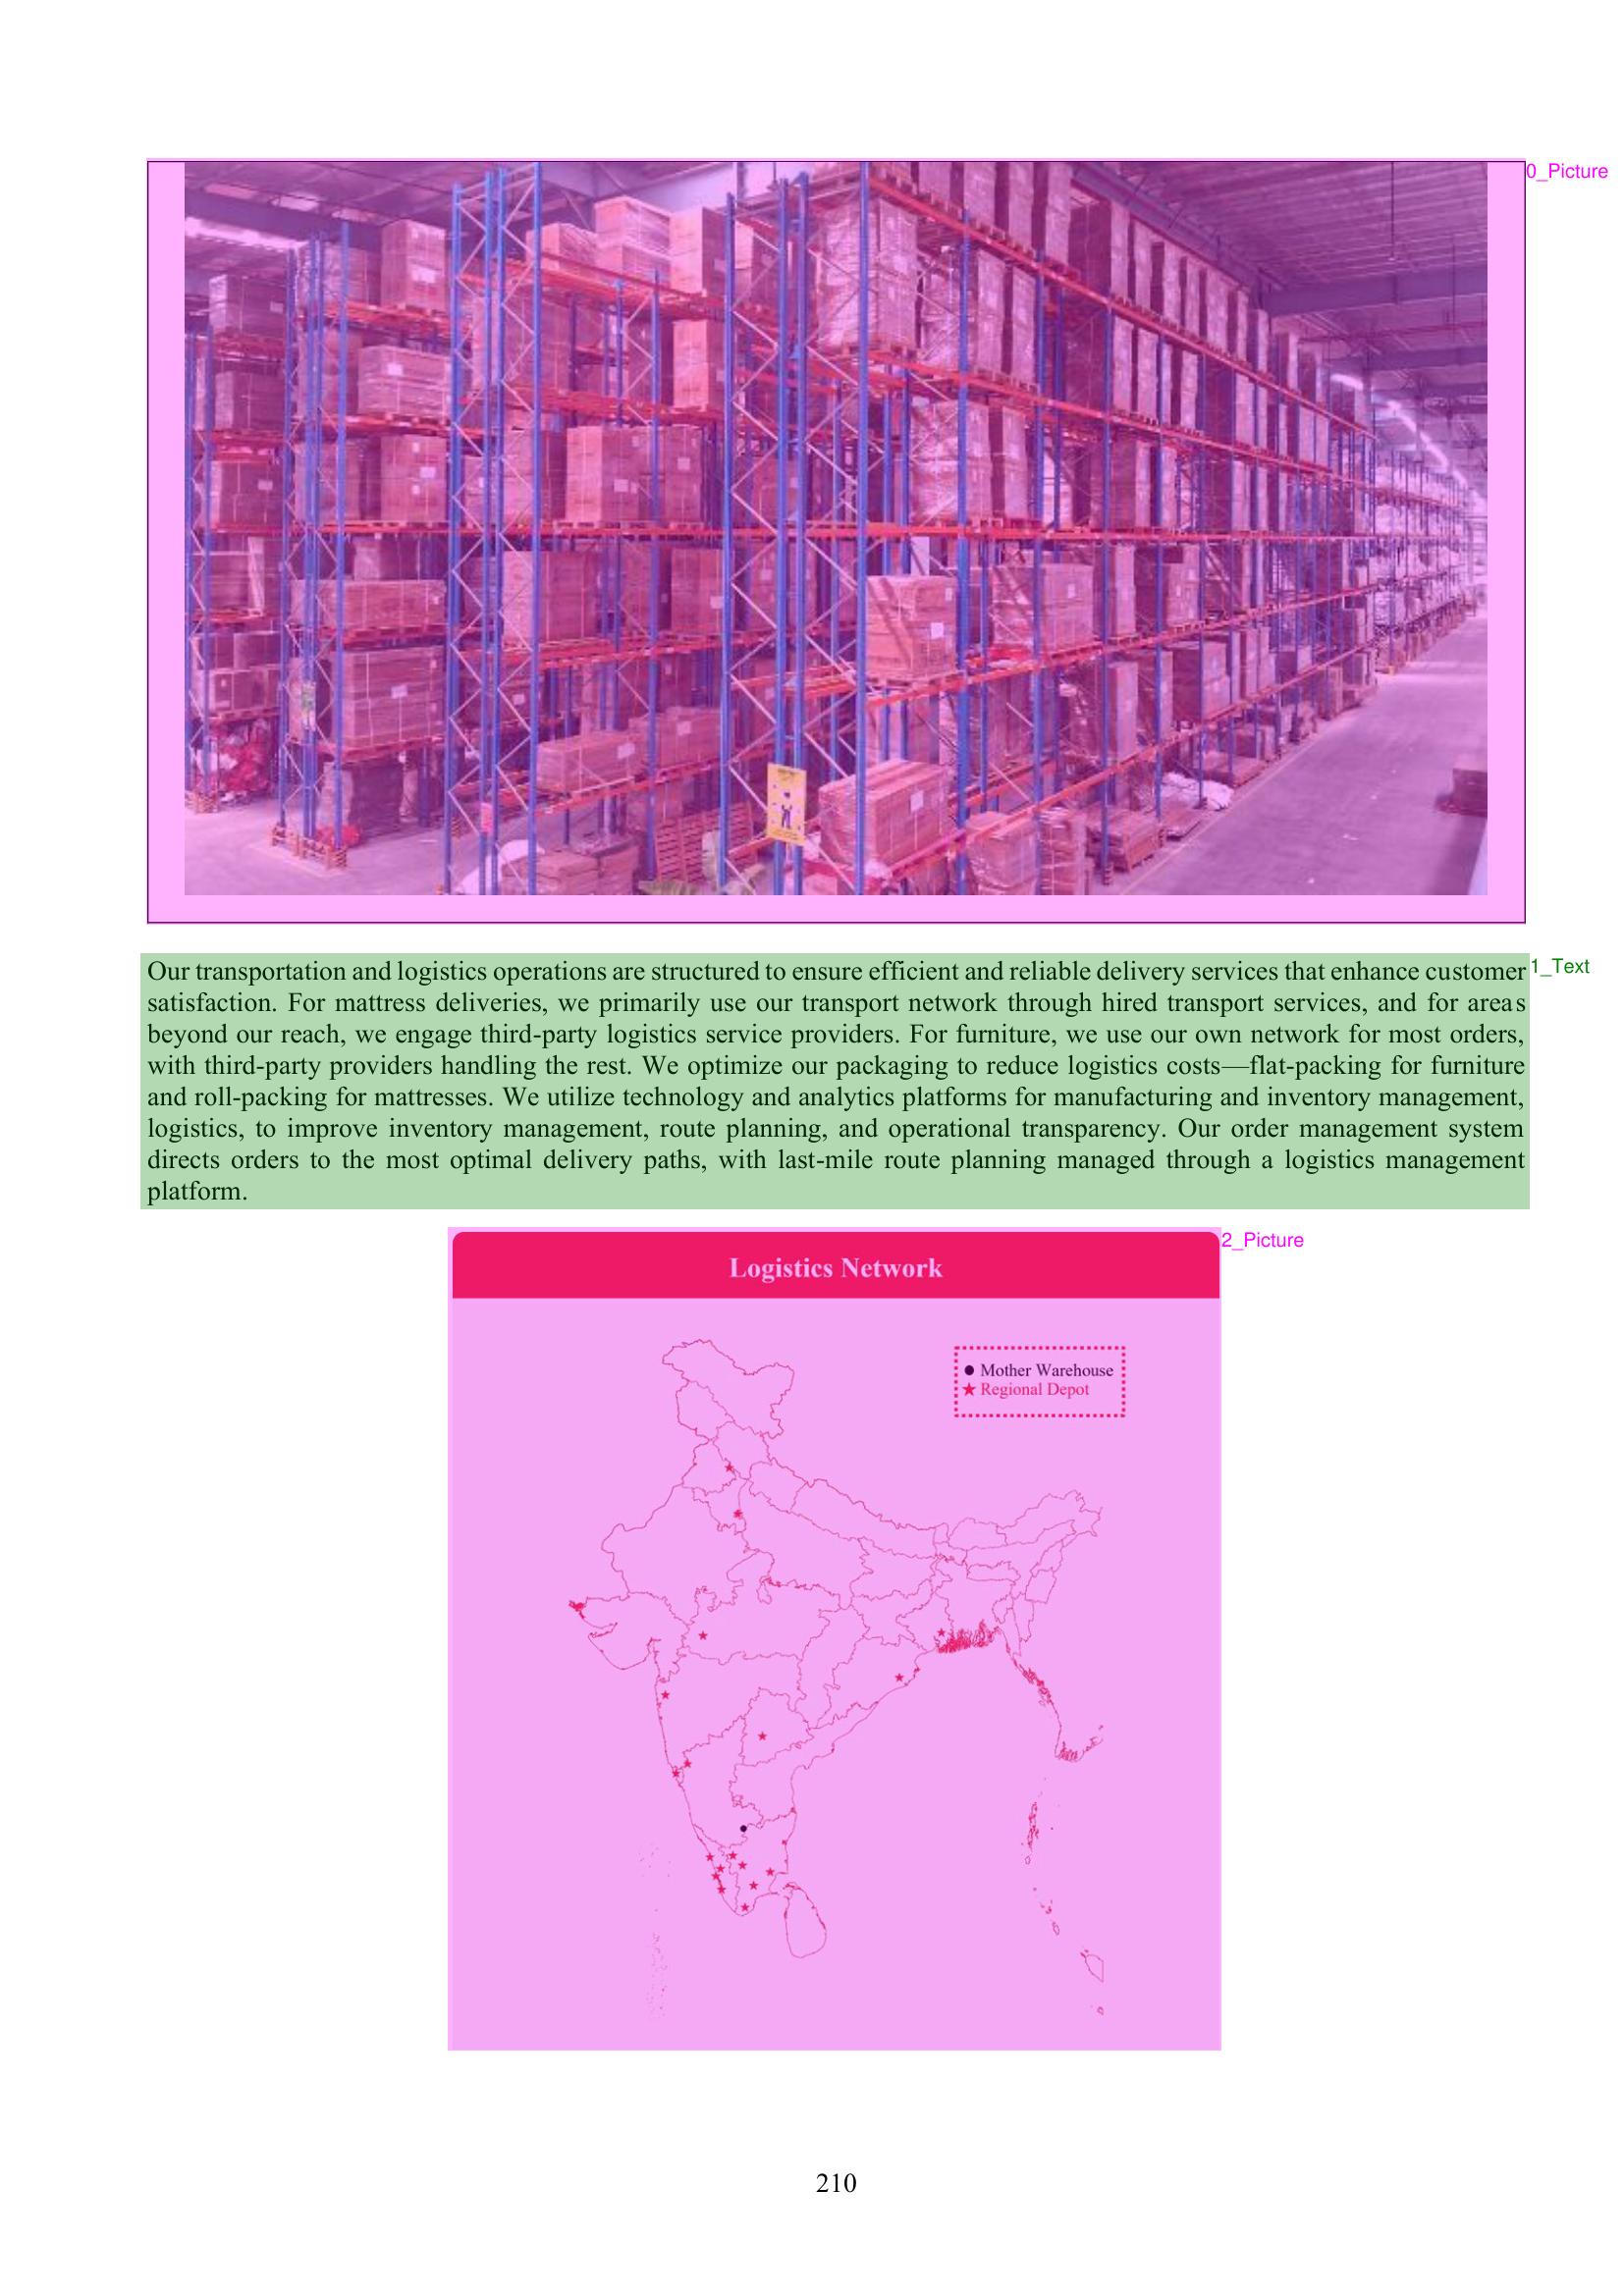 0_Picture
Our transportation and logistics operations are structured to ensure efficient and reliable delivery services that enhance customer
1_Text
satisfaction. For mattress deliveries, we primarily use our transport network through hired transport services, and for areas
beyond our reach, we engage third-party logistics service providers. For furniture, we use our own network for most orders,
with third-party providers handling the rest. We optimize our packaging to reduce logistics costs—flat-packing for furniture
and roll-packing for mattresses. We utilize technology and analytics platforms for manufacturing and inventory management,
logistics, to improve inventory management, route planning, and operational transparency. Our order management system
directs orders to the most optimal delivery paths, with last-mile route planning managed through a logistics management
platform.
2_Picture
Logistics Network
Mother Warehouse
Regional Depot
210